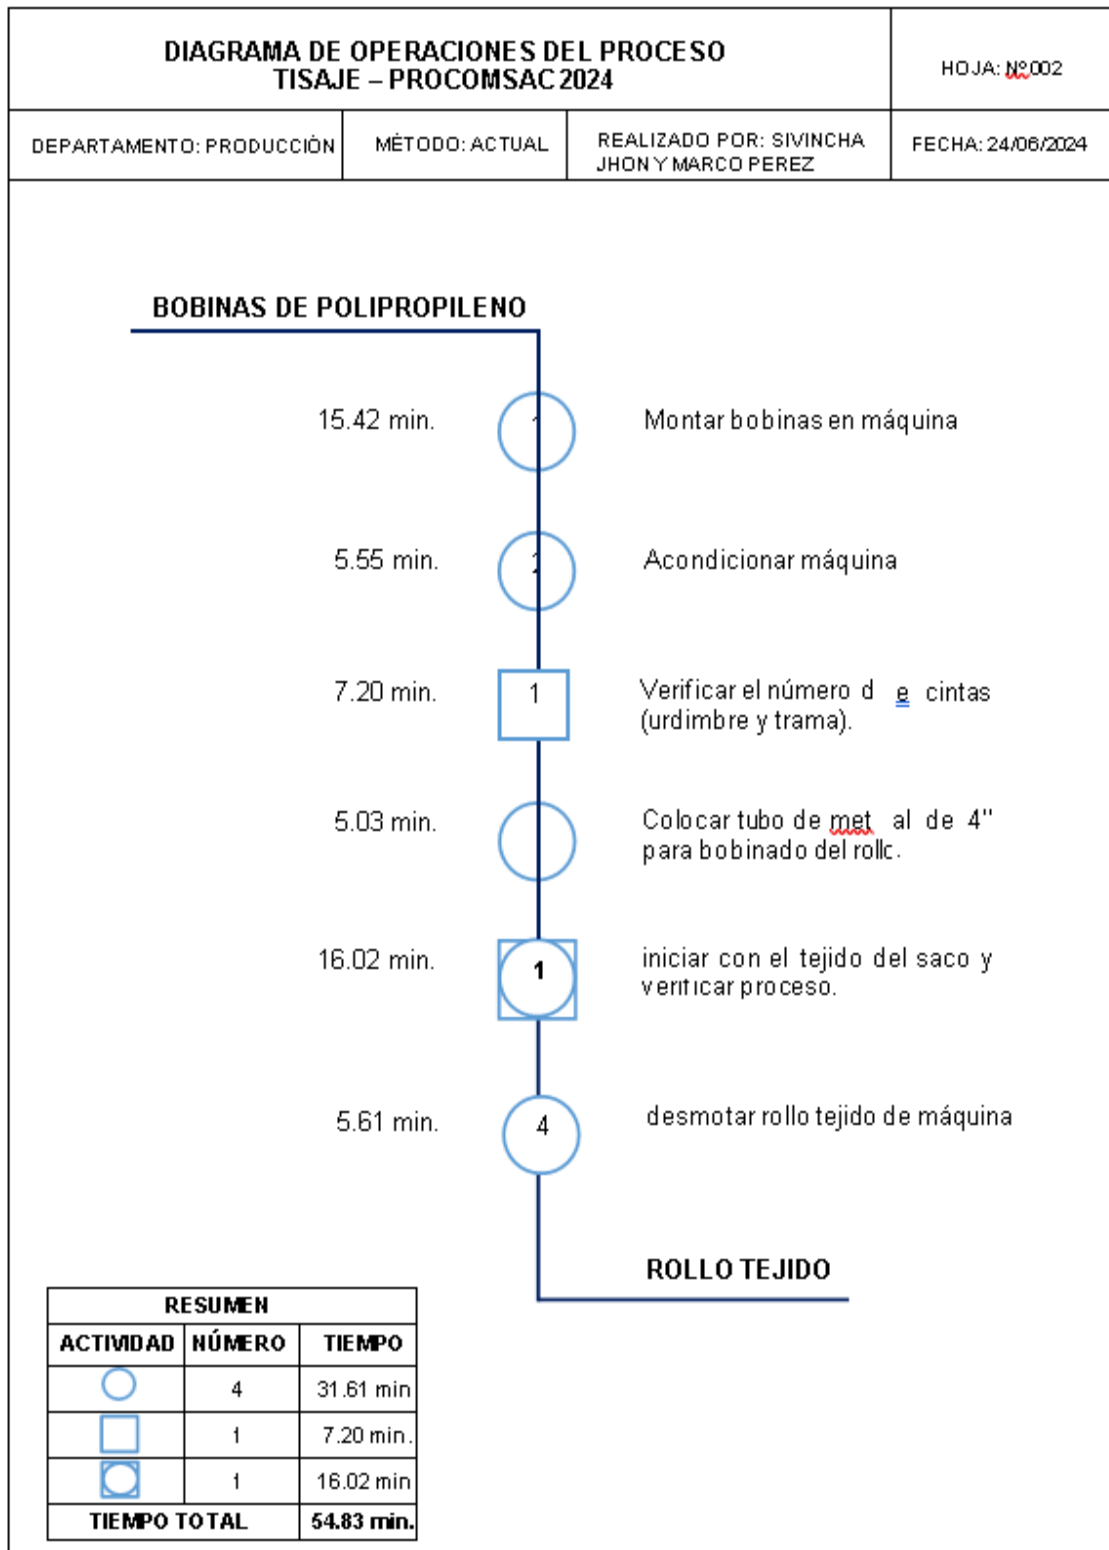 DIAGRAMA DE OPERACIONES DEL PROCESO
TISAJE – PROCOMSAC 2024
HOJA: Nº002
DEPARTAMENTO: PRODUCCIÓN
MÉTODO: ACTUAL
REALIZADO POR: SIVINCHA
JHON Y MARCO PEREZ
FECHA: 24/06/2024
BOBINAS DE POLIPROPILENO
15.42 min.
Montar bobinas en máquina
5.55 min.
2
Acondicionar máquina
7.20 min.
1
Verificar el número d e cintas
(urdimbre y trama).
5.03 min.
Colocar tubo de met al de 4"
para bobinado del rollo.
16.02 min.
1
iniciar con el tejido del saco y
verificar proceso.
5.61 min.
4
desmotar rollo tejido de máquina
ROLLO TEJIDO
RESUMEN
ACTIVIDAD NÚMERO TIEMPO
4 31.61 min
1 7.20 min.
1 16.02 min
TIEMPO TOTAL 54.83 min.